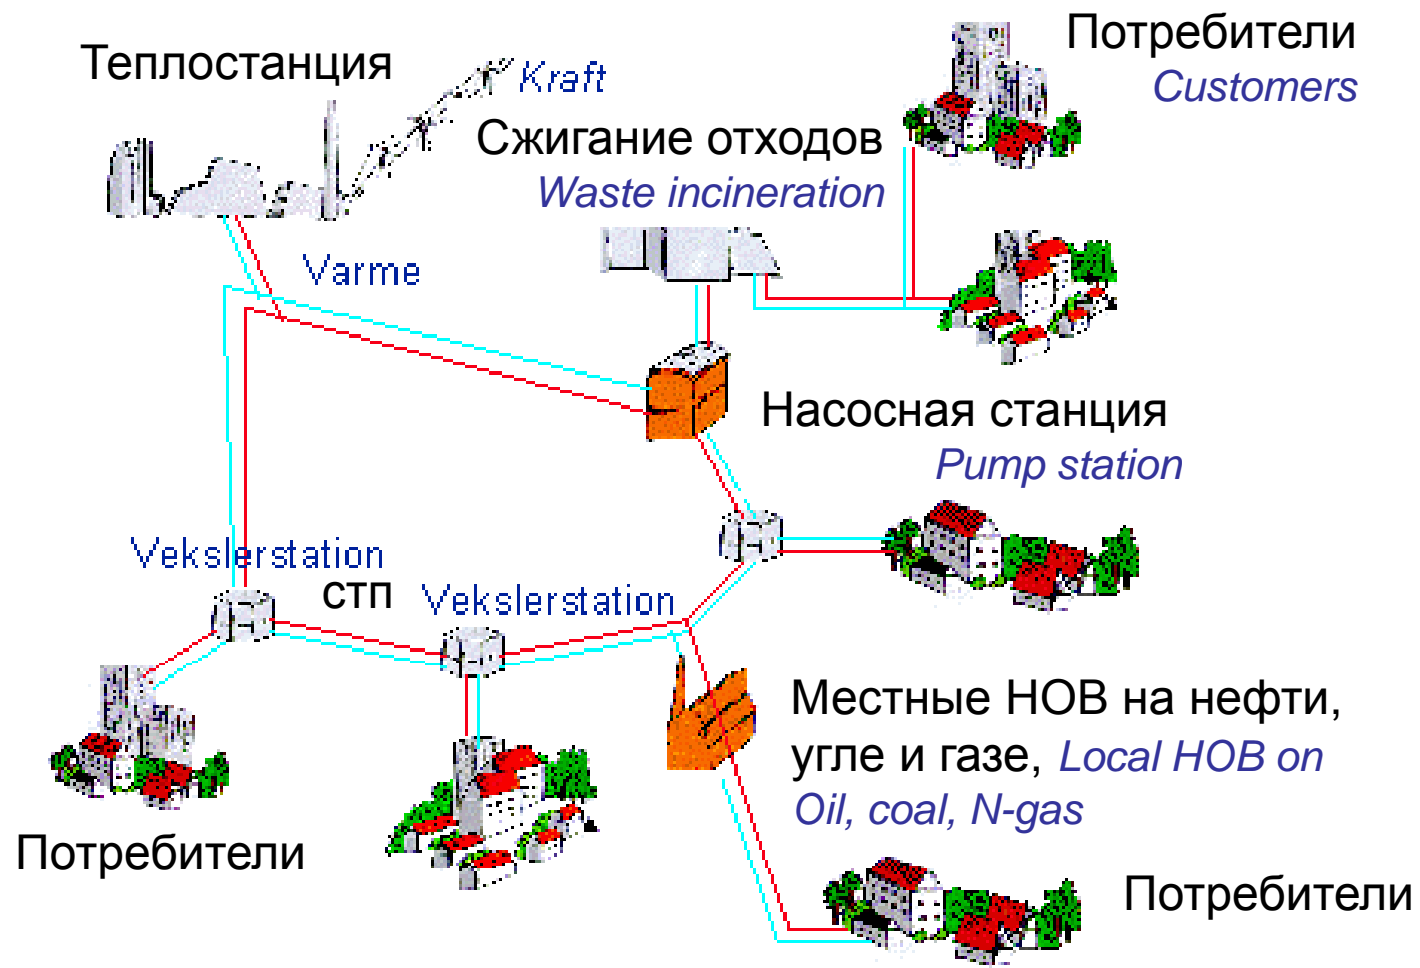 Теплостанция
Kraft
Потребители
Customers
Сжигание отходов
Waste incineration
Varme
Насосная станция
Pump station
Vekslerstation
стп
Vekslerstation
Местные НОВ на нефти,
угле и газе, Local HOB on
Oil, coal, N-gas
Потребители
Потребители